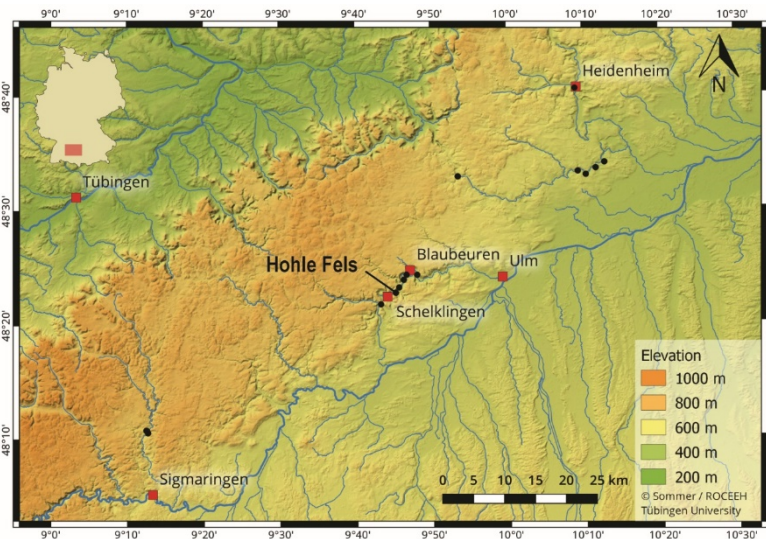 9°0' 9°10' 9°20' 9°30' 9°40' 9°50' 10°0' 10°10' 10°20' 10°30'
48°40'
48°30'
48°20'
48°10'
N
Heidenheim
Tübingen
Blaubeuren
Ulm
Hohle Fels
Schelklingen
Sigmaringen
Elevation
1000 m
800 m
600 m
400 m
200 m
0 5 10 15 20 25 km
© Sommer / ROCEEH
Tübingen University
9°0' 9°10' 9°20' 9°30' 9°40' 9°50' 10°0' 10°10' 10°20' 10°30'